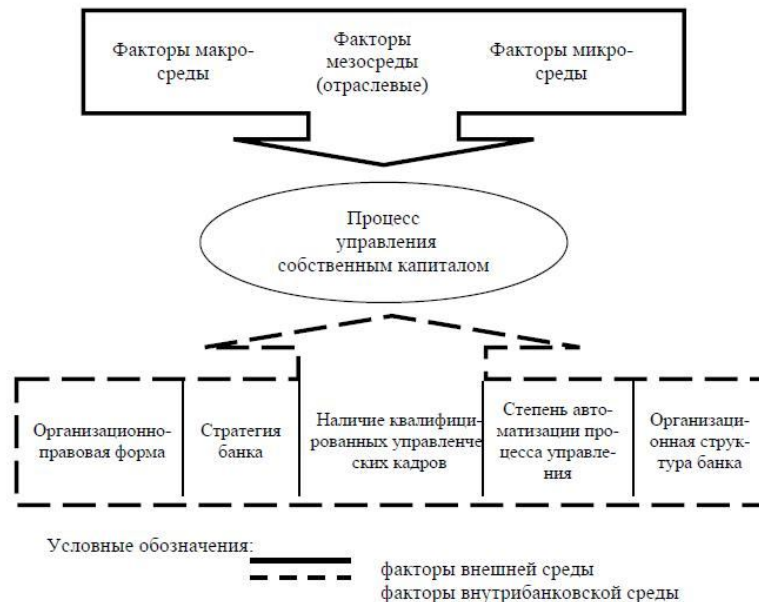 Факторы макро-
среды
Факторы
мезосреды
(отраслевые)
Факторы микро-
среды
Процесс
управления
собственным капиталом
Организационно-
правовая форма
Стратегия
банка
Наличие квалифици-
рованных управленче
ских кадров
Степень авто-
матизации про-
цесса управле-
ния
Организаци-
онная струк-
тура банка
Условные обозначения:
факторы внешней среды
факторы внутрибанковской среды